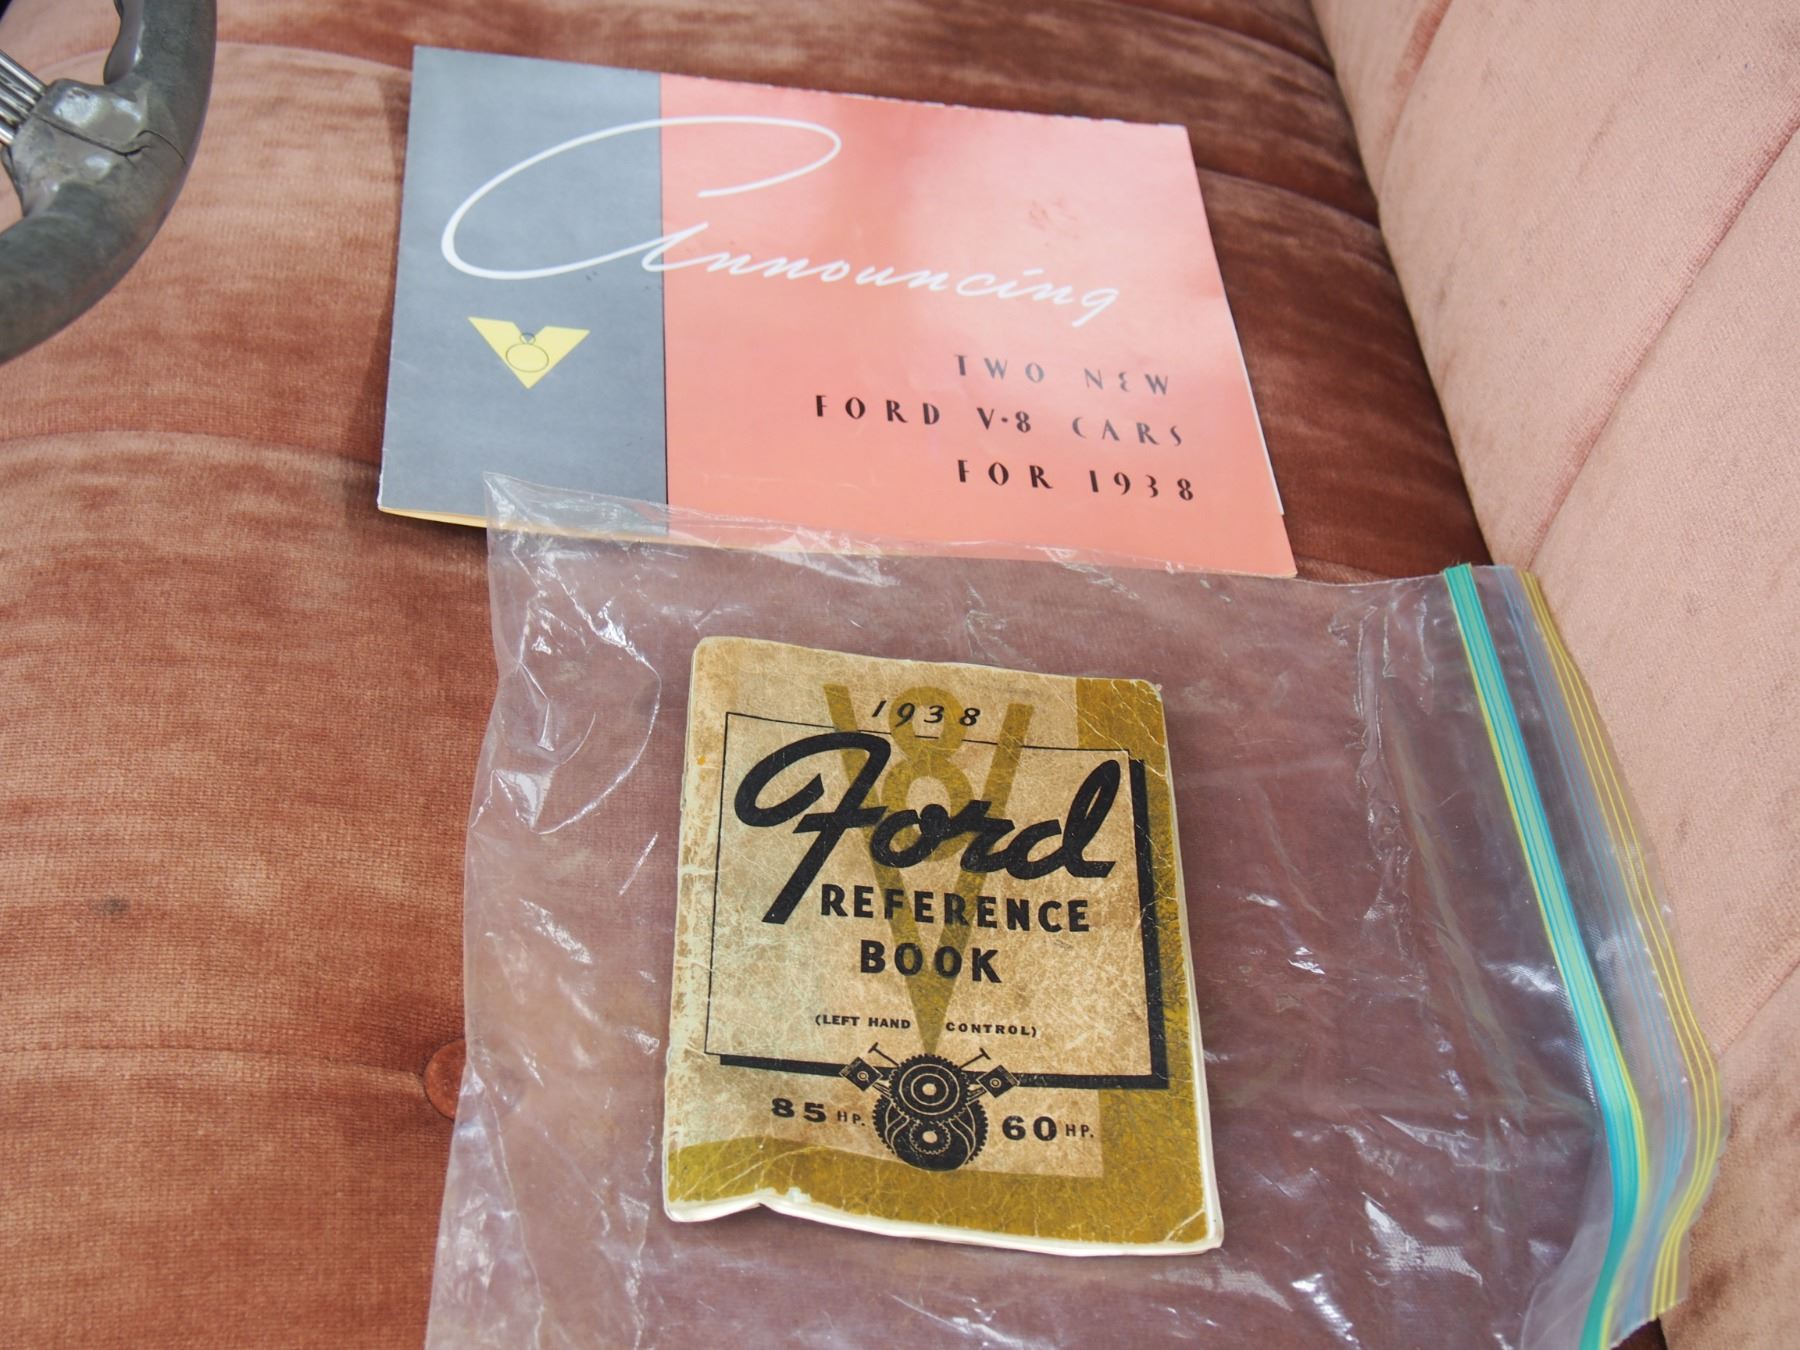 Announcing
TWO NEW
FORD V·8 CARS
FOR 1938
1938
V8
Ford
REFERENCE
BOOK
(LEFT HAND CONTROL)
85 HP. 60 HP.